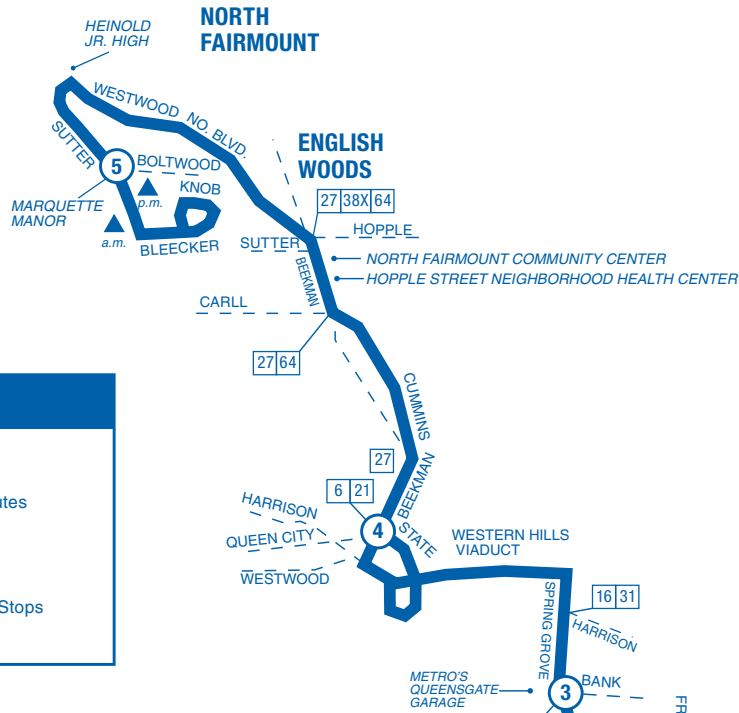 HEINOLD
JR. HIGH
NORTH
FAIRMOUNT
WESTWOOD NO. BLVD.
SUTTER
ENGLISH
WOODS
5
BOLTWOOD
KNOB
MARQUETTE
MANOR
p.m.
a.m.
BLEECKER
27 38X 64
SUTTER
HOPPLE
BEEKMAN
NORTH FAIRMOUNT COMMUNITY CENTER
HOPPLE STREET NEIGHBORHOOD HEALTH CENTER
CARLL
27 64
CUMMINS
27
BEEKMAN
6 21
HARRISON
QUEEN CITY
4
STATE
WESTERN HILLS
VIADUCT
WESTWOOD
16 31
SPRING GROVE
HARRISON
Stops
METRO'S
QUEENSGATE
GARAGE
3
BANK